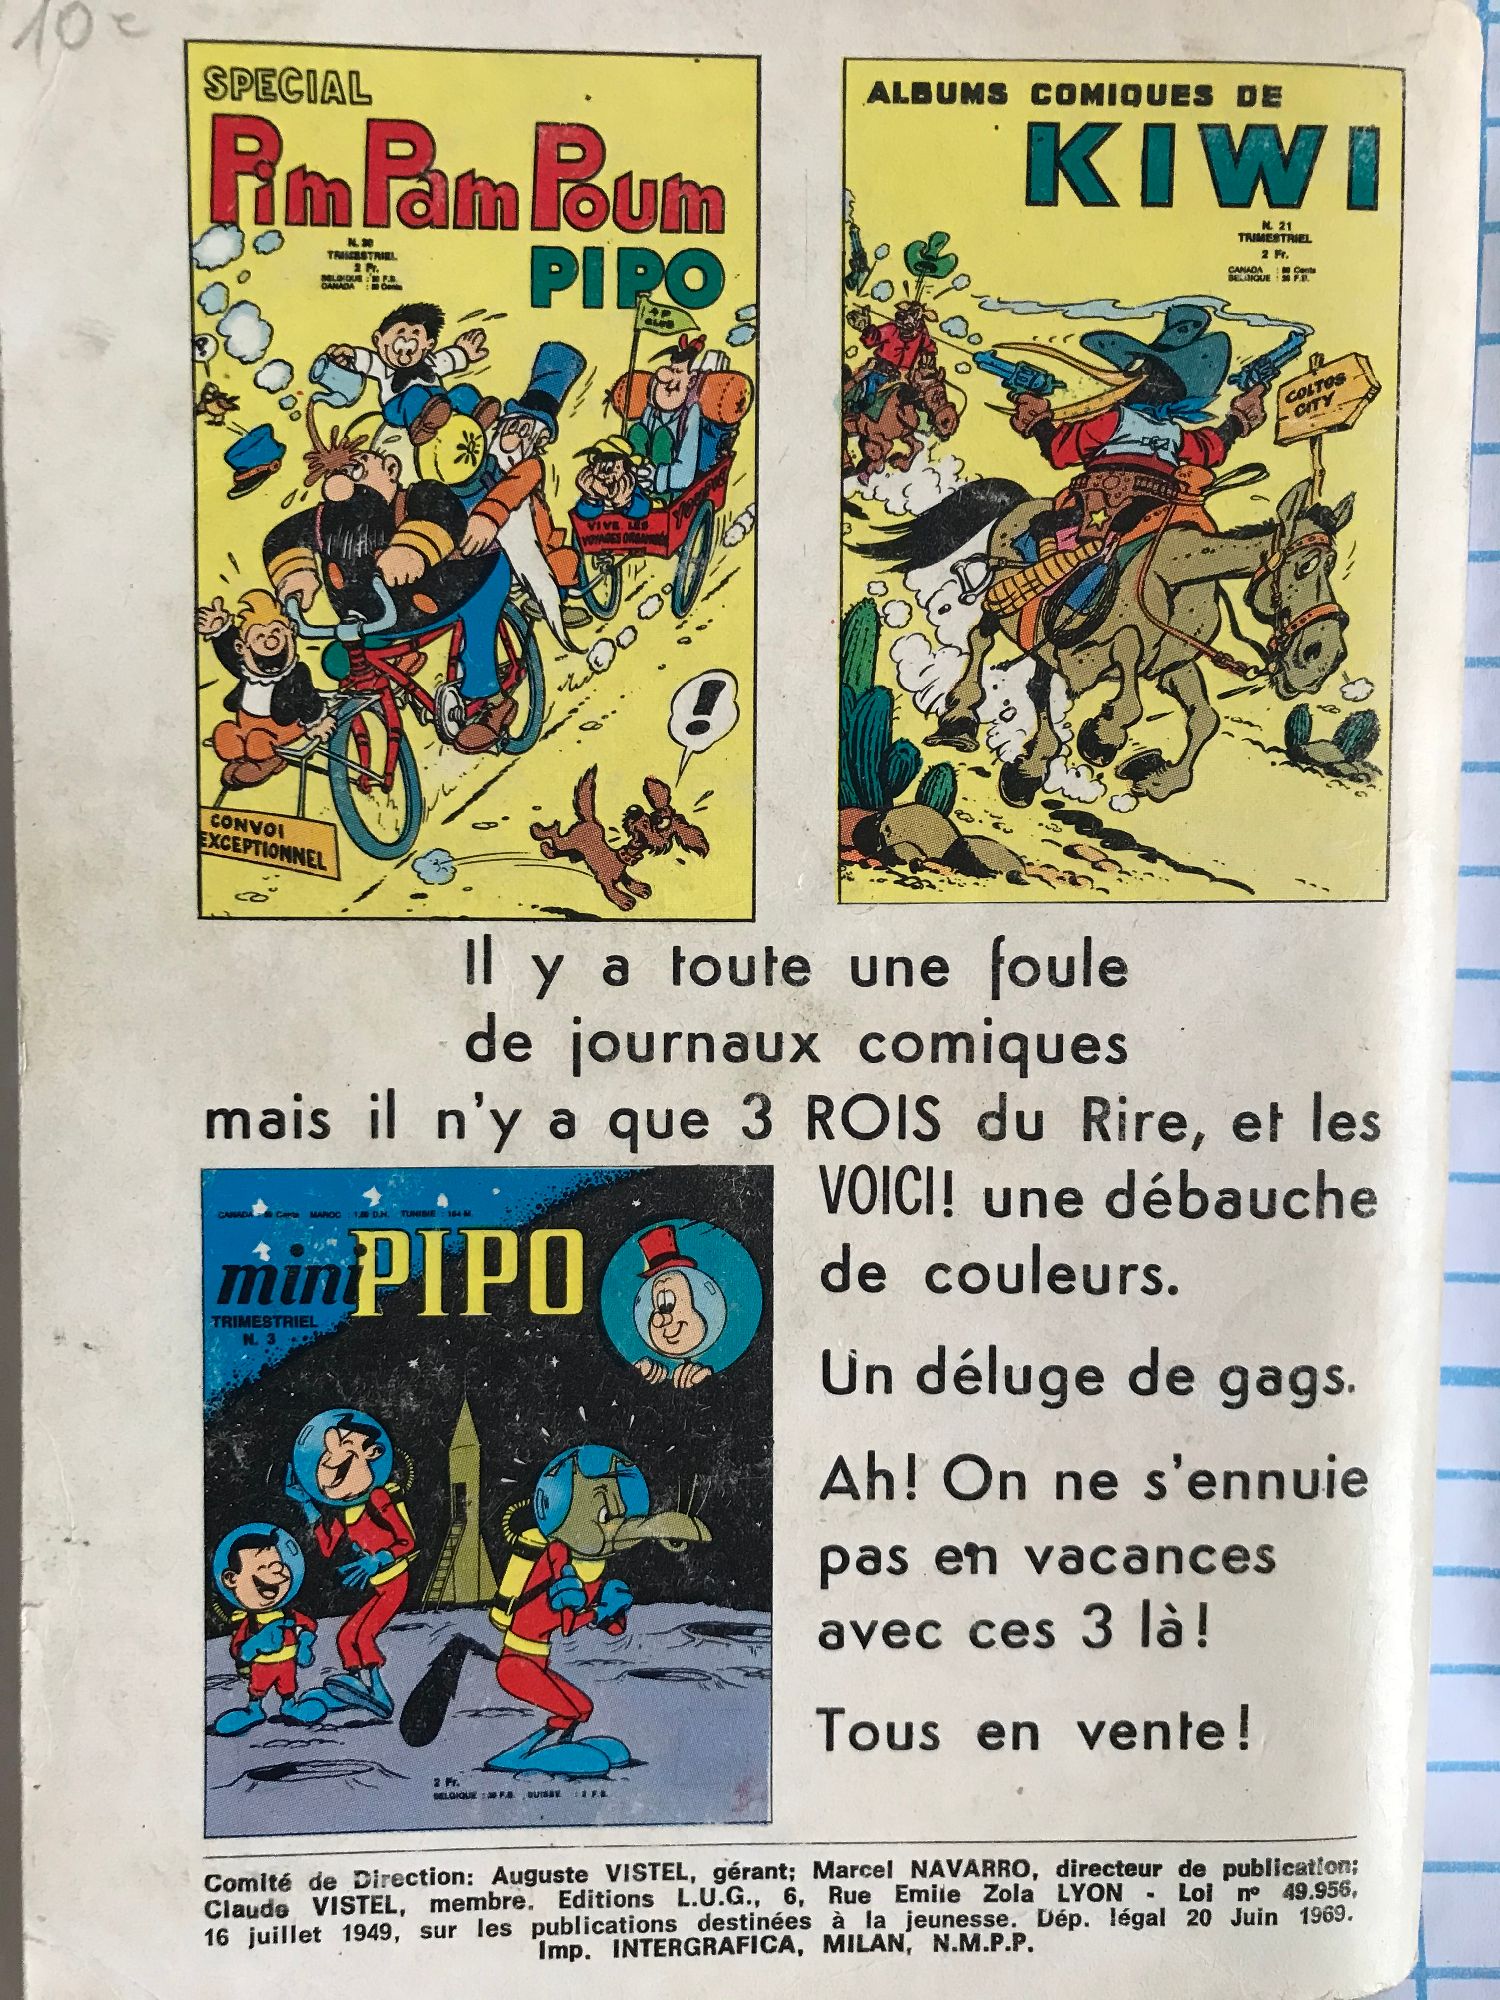 10 c
SPECIAL
Pim Pam Poum
PIPO
TRIMESTRIEL
2 Fr.
CONVOI
EXCEPTIONNEL
VIVE LES
VOYAGES ORGANISÉS
!
ALBUMS COMIQUES DE
KIWI
N. 21
TRIMESTRIEL
2 Fr.
COLTOS
CITY
Il y a toute une foule
de journaux comiques
mais il n'y a que 3 ROIS du Rire, et les
VOICI! une débauche
de couleurs.
Un déluge de gags.
Ah! On ne s'ennuie
pas en vacances
avec ces 3 là!
Tous en vente!
mini PIPO
TRIMESTRIEL
N. 3
2 Fr.
Comité de Direction: Auguste VISTEL, gérant; Marcel NAVARRO, directeur de publication;
Claude VISTEL, membre. Editions L.U.G., 6, Rue Emile Zola LYON - Loi nº 49.956,
16 juillet 1949, sur les publications destinées à la jeunesse. Dép. légal 20 Juin 1969.
Imp. INTERGRAFICA, MILAN, N.M.P.P.